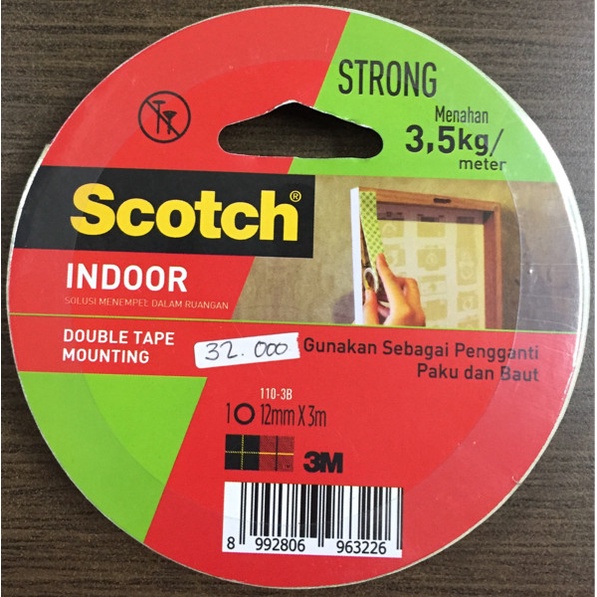 STRONG
Menahan
3,5kg/
meter
Scotch®
INDOOR
SOLUSI MENEMPEL DALAM RUANGAN
DOUBLE TAPE
MOUNTING
32.000
Gunakan Sebagai Pengganti
Paku dan Baut
110-3B
1 12mm X 3m
3M
8 992806 963226